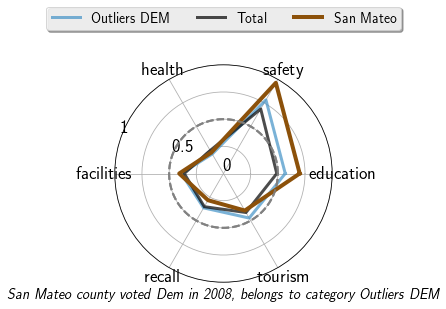 Outliers DEM Total San Mateo
health safety
1
0.5
0
facilities education
recall tourism
San Mateo county voted Dem in 2008, belongs to category Outliers DEM